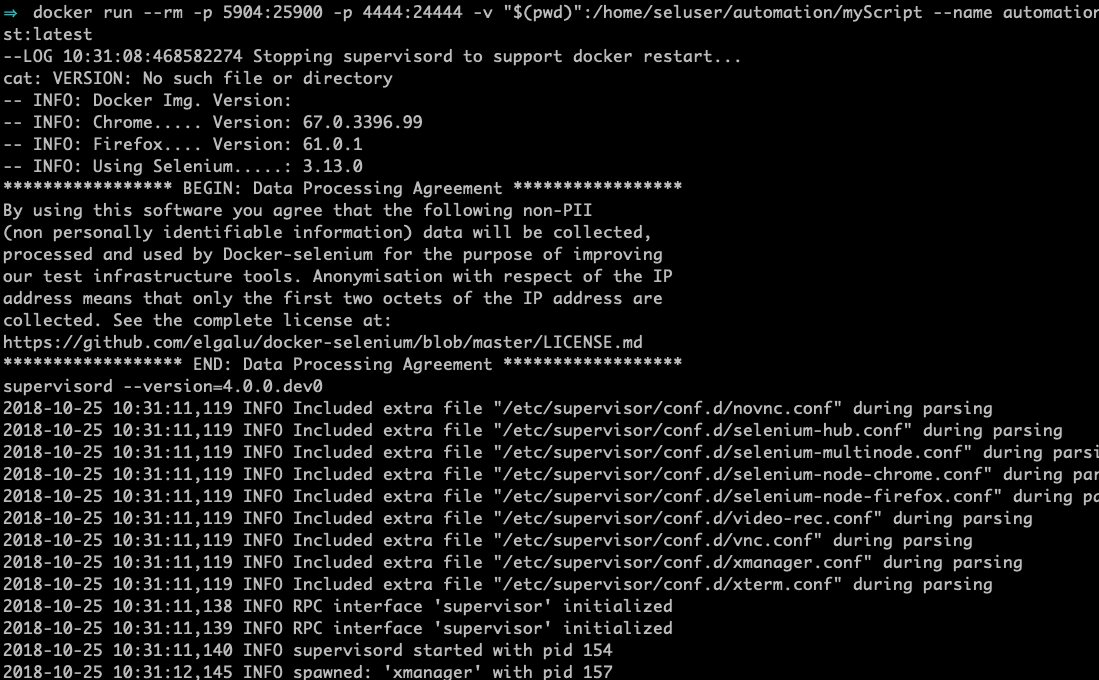 ⇒ docker run --rm -p 5904:25900 -p 4444:24444 -v "$(pwd)":/home/seluser/automation/myScript --name automation
st:latest
--LOG 10:31:08:468582274 Stopping supervisord to support docker restart...
cat: VERSION: No such file or directory
-- INFO: Docker Img. Version:
-- INFO: Chrome..... Version: 67.0.3396.99
-- INFO: Firefox.... Version: 61.0.1
-- INFO: Using Selenium.....: 3.13.0
***************** BEGIN: Data Processing Agreement *****************
By using this software you agree that the following non-PII
(non personally identifiable information) data will be collected,
processed and used by Docker-selenium for the purpose of improving
our test infrastructure tools. Anonymisation with respect of the IP
address means that only the first two octets of the IP address are
collected. See the complete license at:
https://github.com/elgalu/docker-selenium/blob/master/LICENSE.md
****************** END: Data Processing Agreement ******************
supervisord --version=4.0.0.dev0
2018-10-25 10:31:11,119 INFO Included extra file "/etc/supervisor/conf.d/novnc.conf" during parsing
2018-10-25 10:31:11,119 INFO Included extra file "/etc/supervisor/conf.d/selenium-hub.conf" during parsing
2018-10-25 10:31:11,119 INFO Included extra file "/etc/supervisor/conf.d/selenium-multinode.conf" during parsi
2018-10-25 10:31:11,119 INFO Included extra file "/etc/supervisor/conf.d/selenium-node-chrome.conf" during par
2018-10-25 10:31:11,119 INFO Included extra file "/etc/supervisor/conf.d/selenium-node-firefox.conf" during pa
2018-10-25 10:31:11,119 INFO Included extra file "/etc/supervisor/conf.d/video-rec.conf" during parsing
2018-10-25 10:31:11,119 INFO Included extra file "/etc/supervisor/conf.d/vnc.conf" during parsing
2018-10-25 10:31:11,119 INFO Included extra file "/etc/supervisor/conf.d/xmanager.conf" during parsing
2018-10-25 10:31:11,119 INFO Included extra file "/etc/supervisor/conf.d/xterm.conf" during parsing
2018-10-25 10:31:11,138 INFO RPC interface 'supervisor' initialized
2018-10-25 10:31:11,139 INFO RPC interface 'supervisor' initialized
2018-10-25 10:31:11,140 INFO supervisord started with pid 154
2018-10-25 10:31:12,145 INFO spawned: 'xmanager' with pid 157